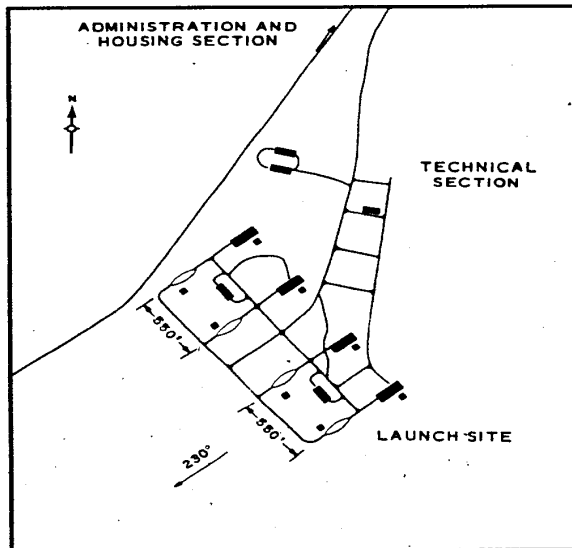 ADMINISTRATION AND
HOUSING SECTION
N
TECHNICAL
SECTION
550'
550'
LAUNCH SITE
230°